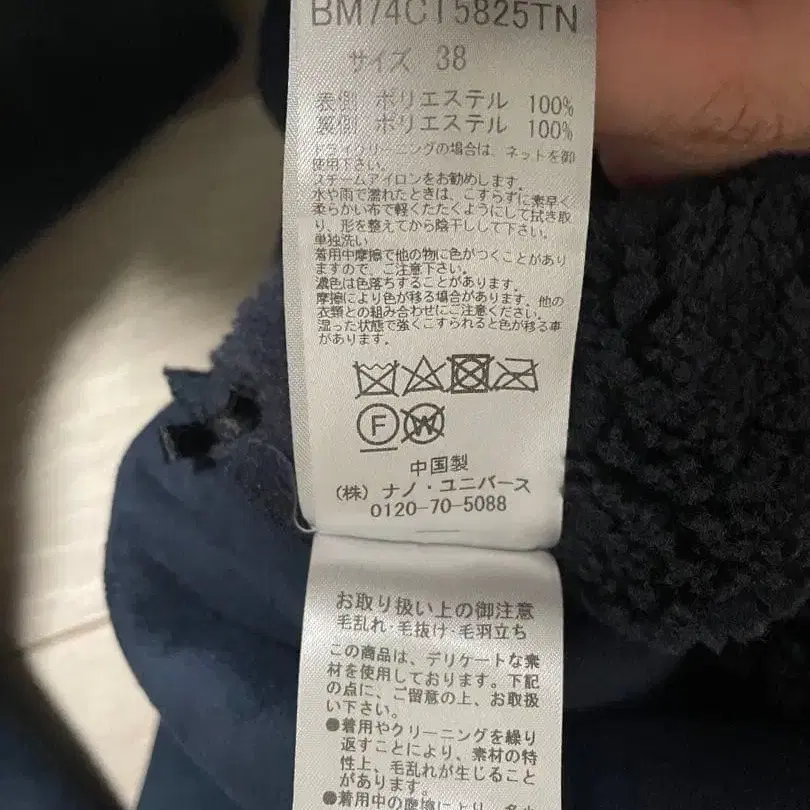 BM74CT5825TN
サイズ 38
表側 ポリエステル 100%
裏側 ポリエステル 100%
ドライクリーニングの場合は、ネットを御
使用下さい。
スチームアイロンをお勧めします。
水や雨で濡れたときは、こすらずに素早く
柔らかい布で軽くたたくようにして拭き取
り、形を整えてから陰干しして下さい。
単独洗い
着用中摩擦で他の物に色がつくことがあり
ますので、ご注意下さい。
濃色は色落ちすることがあります。
摩擦により色が移る場合があります。他の
衣類との組み合わせにご注意ください。
湿った状態で強くこすられると色が移る事
があります。
F W
中国製
(株) ナノ・ユニバース
0120-70-5088
お取り扱い上の御注意
毛乱れ・毛抜け・毛羽立ち
この商品は、デリケートな素
材を使用しております。下記
の点に、ご留意の上、お取扱
い下さい。
●着用やクリーニングを繰り
返すことにより、素材の特
性上、毛乱れが生じること
があります。
●着用中の摩擦により、